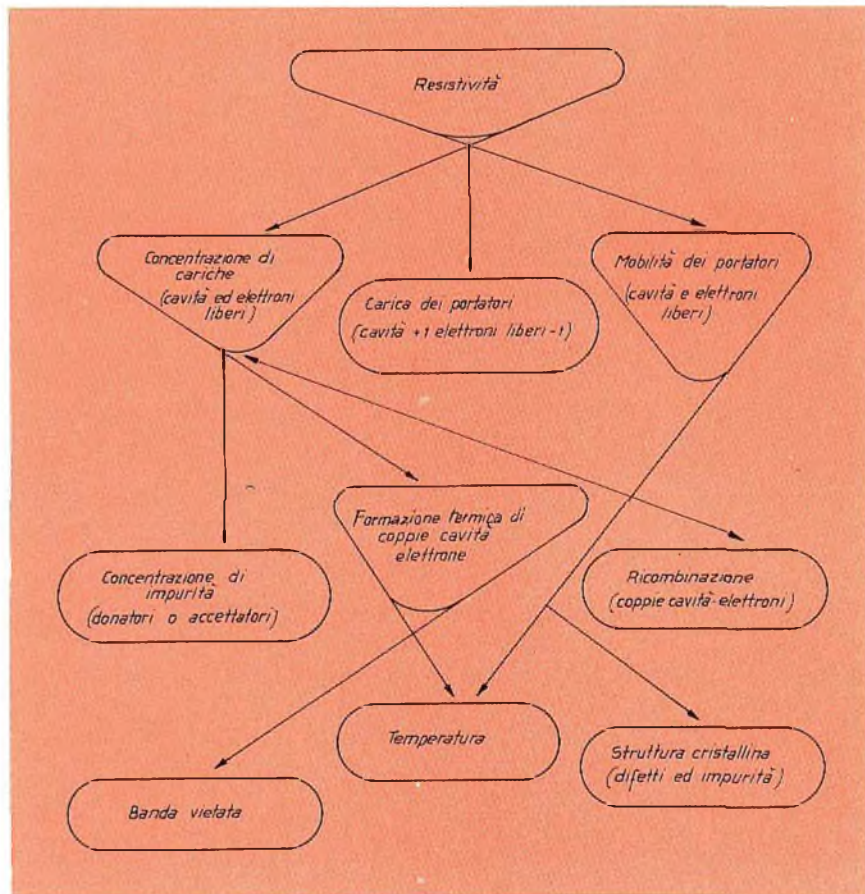 Resistività
Concentrazione di
cariche
(cavità ed elettroni
liberi)
Carica dei portatori
(cavità +1 elettroni liberi-1)
Mobilità dei portatori
(cavità e elettroni
liberi)
Formazione termica di
coppie cavità
elettrone
Concentrazione di
impurità
(donatori o accettatori)
Ricombinazione
(coppie cavità-elettroni)
Temperatura
Struttura cristallina
(difetti ed impurità)
Banda vietata